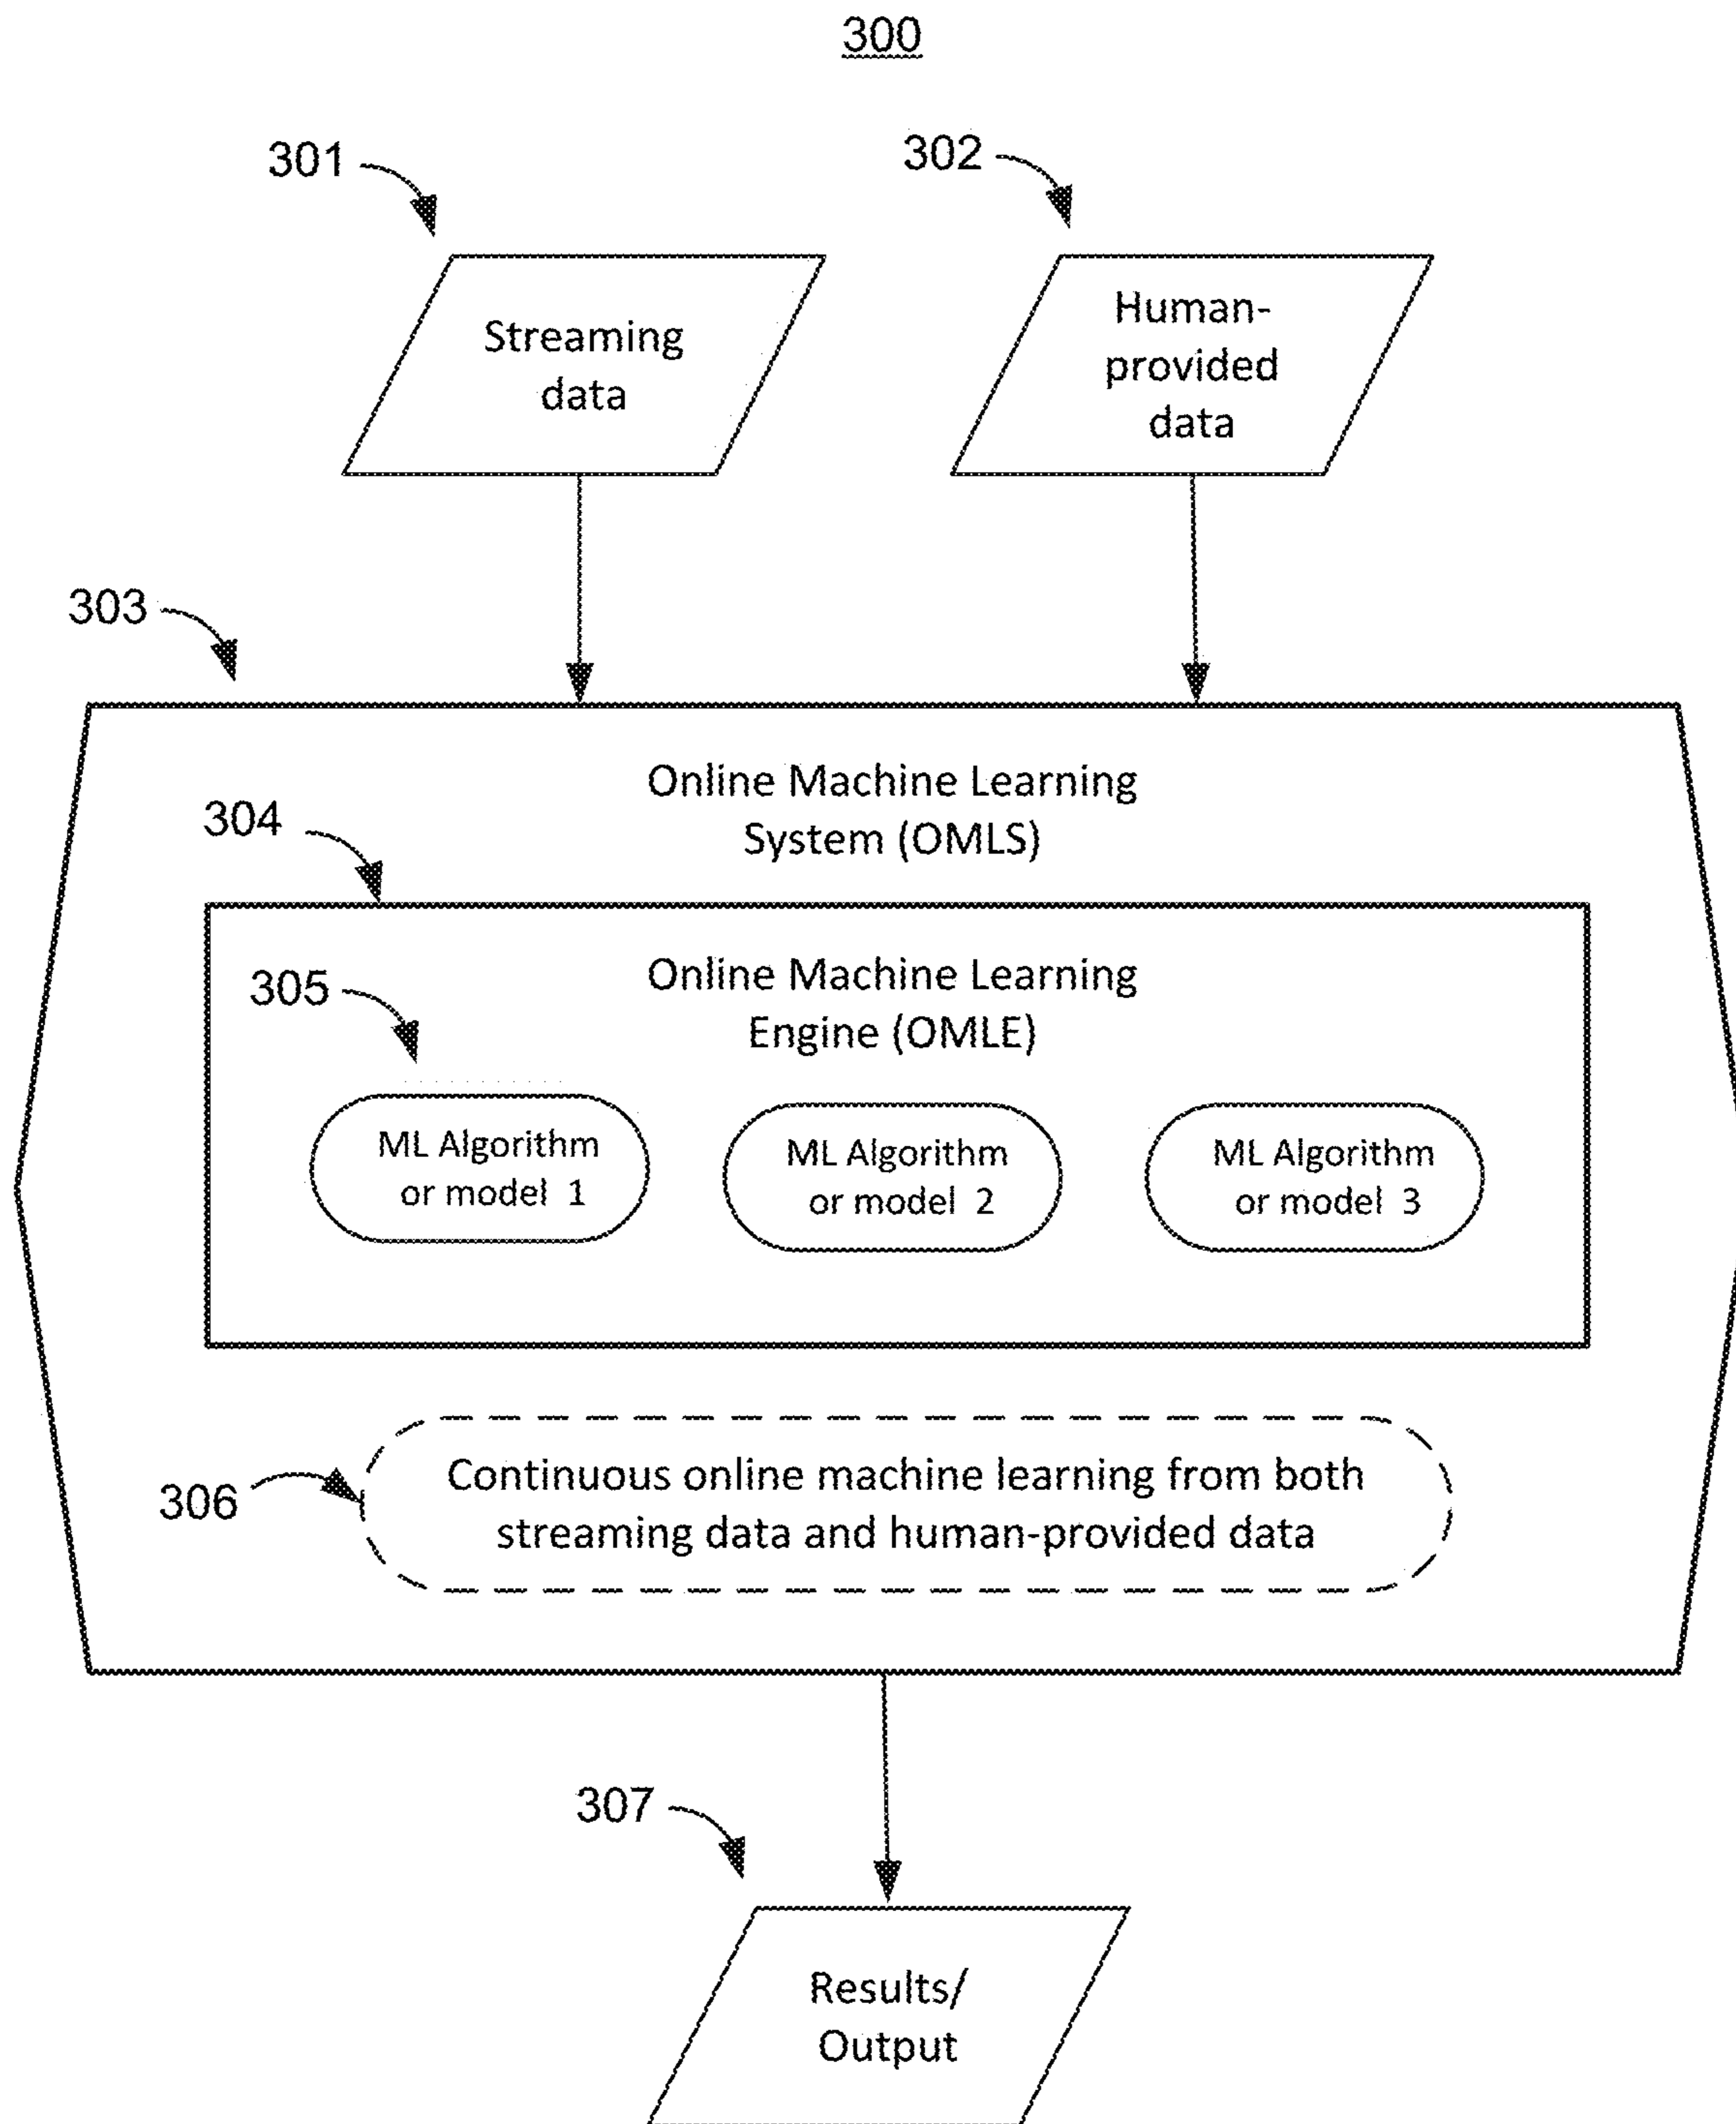 300
301
302
Streaming
data
Human-
provided
data
303
Online Machine Learning
System (OMLS)
304
Online Machine Learning
Engine (OMLE)
305
ML Algorithm
or model 1
ML Algorithm
or model 2
ML Algorithm
or model 3
306
Continuous online machine learning from both
streaming data and human-provided data
307
Results/
Output